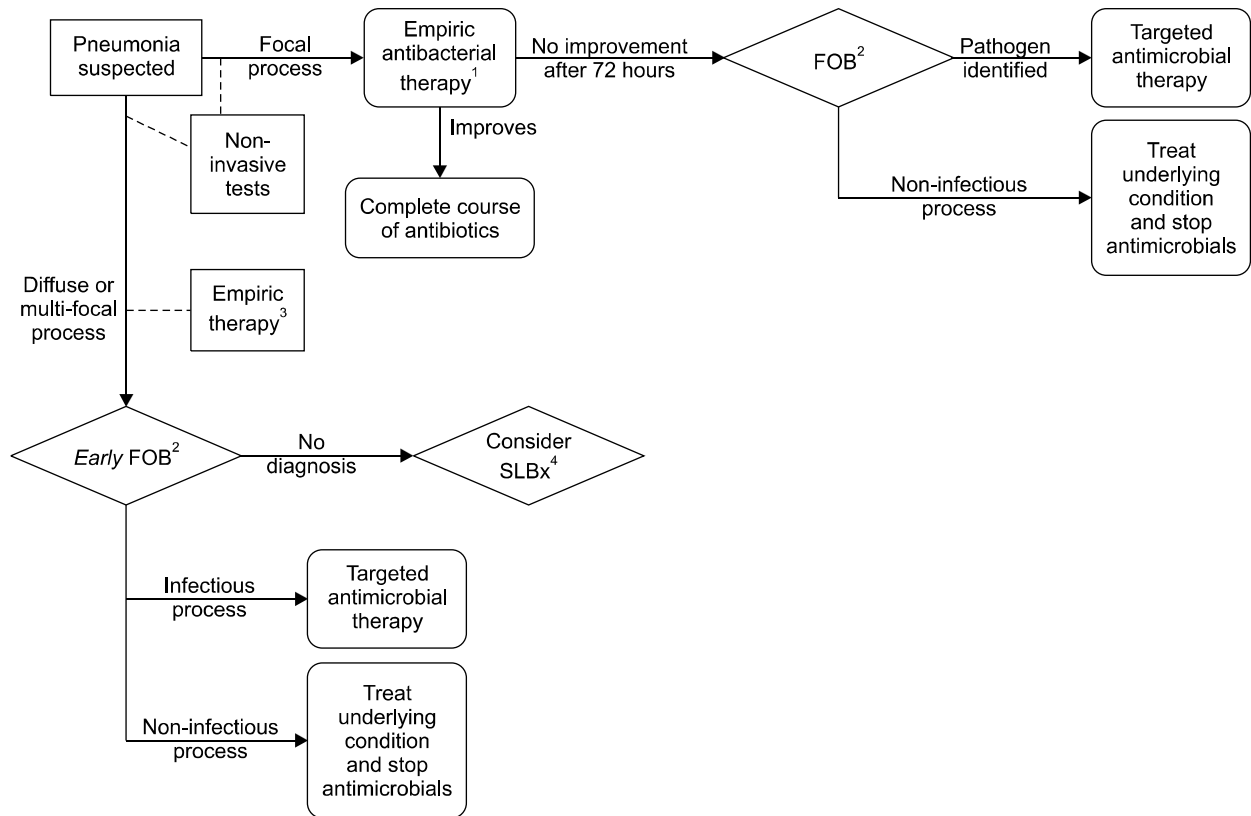 Pneumonia
suspected
Focal
process
Empiric
antibacterial
therapy1
No improvement
after 72 hours
FOB2
Pathogen
identified
Targeted
antimicrobial
therapy
Non-
invasive
tests
Improves
Complete course
of antibiotics
Non-infectious
process
Treat
underlying
condition
and stop
antimicrobials
Diffuse or
multi-focal
process
Empiric
therapy3
Early FOB2
No
diagnosis
Consider
SLBx4
Infectious
process
Targeted
antimicrobial
therapy
Non-infectious
process
Treat
underlying
condition
and stop
antimicrobials